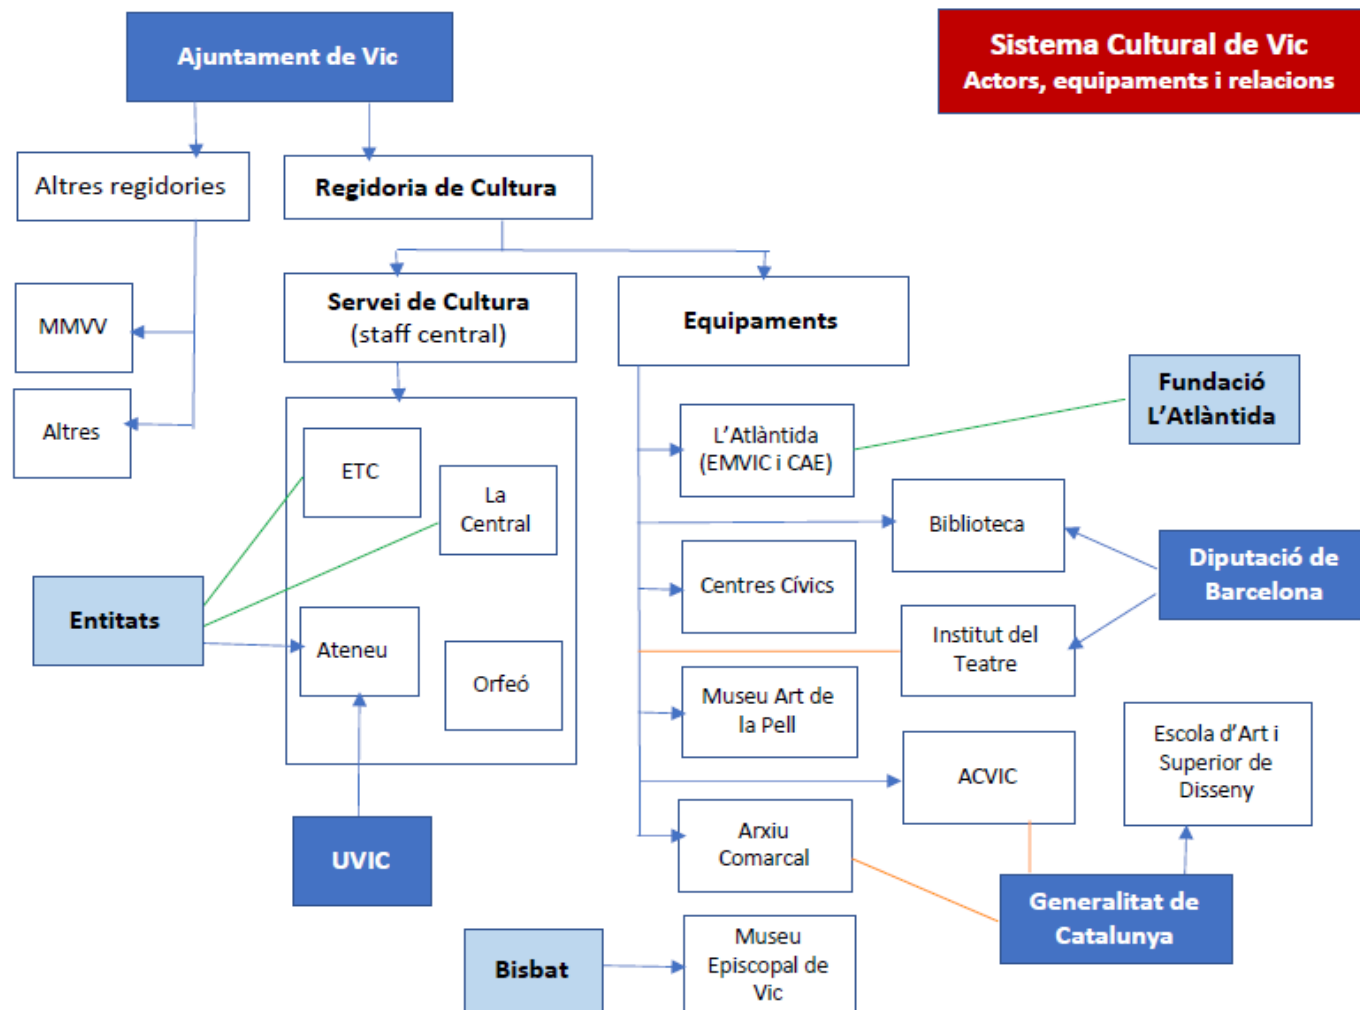 Ajuntament de Vic
Sistema Cultural de Vic
Actors, equipaments i relacions
Altres regidories
Regidoria de Cultura
MMVV
Altres
Servei de Cultura
(staff central)
Equipaments
Fundació
L’Atlàntida
L’Atlàntida
(EMVIC i CAE)
ETC
La
Central
Biblioteca
Diputació de
Barcelona
Centres Cívics
Entitats
Ateneu
Orfeó
Institut del
Teatre
Museu Art de
la Pell
ACVIC
Escola d’Art i
Superior de
Disseny
UVIC
Arxiu
Comarcal
Generalitat de
Catalunya
Bisbat
Museu
Episcopal de
Vic